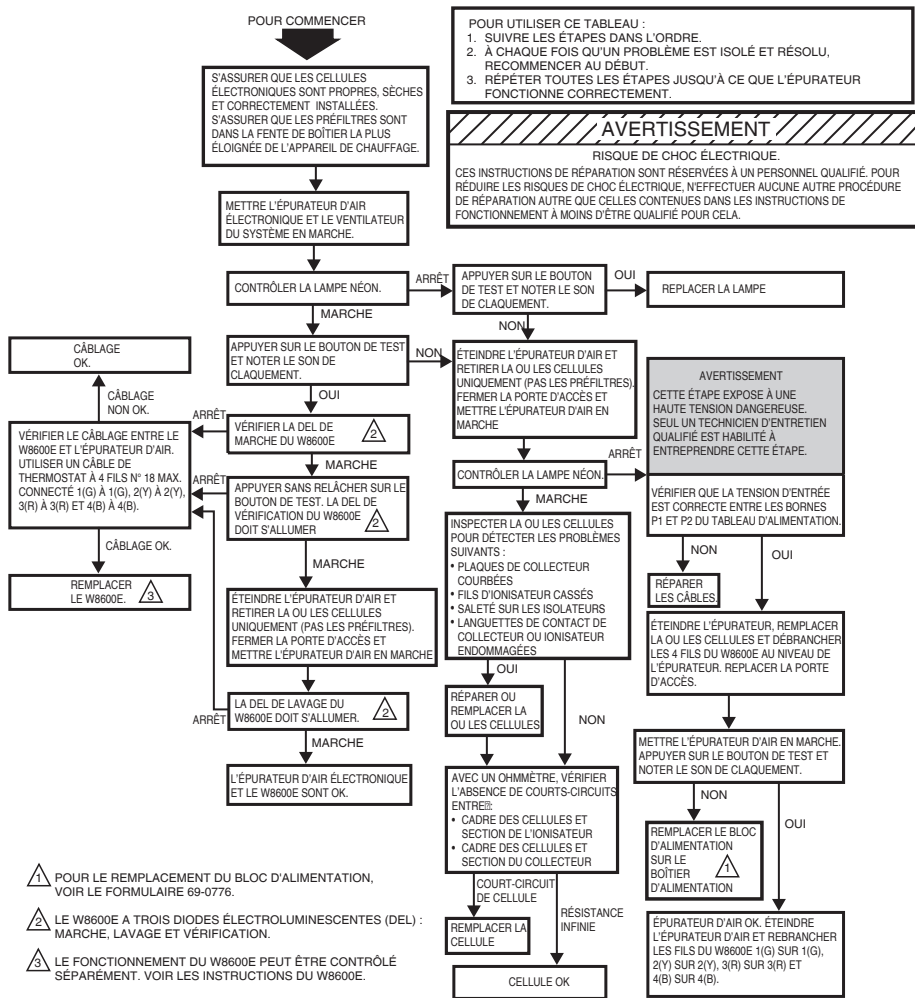 POUR COMMENCER
POUR UTILISER CE TABLEAU :
1. SUIVRE LES ÉTAPES DANS L'ORDRE.
2. À CHAQUE FOIS QU'UN PROBLÈME EST ISOLÉ ET RÉSOLU,
RECOMMENCER AU DÉBUT.
3. RÉPÉTER TOUTES LES ÉTAPES JUSQU'À CE QUE L'ÉPURATEUR
FONCTIONNE CORRECTEMENT.
AVERTISSEMENT
RISQUE DE CHOC ÉLECTRIQUE.
CES INSTRUCTIONS DE RÉPARATION SONT RÉSERVÉES À UN PERSONNEL QUALIFIÉ. POUR
RÉDUIRE LES RISQUES DE CHOC ÉLECTRIQUE, N'EFFECTUER AUCUNE AUTRE PROCÉDURE
DE RÉPARATION AUTRE QUE CELLES CONTENUES DANS LES INSTRUCTIONS DE
FONCTIONNEMENT À MOINS D'ÊTRE QUALIFIÉ POUR CELA.
S'ASSURER QUE LES CELLULES
ÉLECTRONIQUES SONT PROPRES, SÈCHES
ET CORRECTEMENT INSTALLÉES.
S'ASSURER QUE LES PRÉFILTRES SONT
DANS LA FENTE DE BOÎTIER LA PLUS
ÉLOIGNÉE DE L'APPAREIL DE CHAUFFAGE.
METTRE L'ÉPURATEUR D'AIR
ÉLECTRONIQUE ET LE VENTILATEUR
DU SYSTÈME EN MARCHE.
CONTRÔLER LA LAMPE NÉON.
ARRÊT
APPUYER SUR LE BOUTON
DE TEST ET NOTER LE SON
DE CLAQUEMENT.
OUI
REPLACER LA LAMPE
MARCHE
NON
APPUYER SUR LE BOUTON DE TEST
ET NOTER LE SON DE
CLAQUEMENT.
NON
ÉTEINDRE L'ÉPURATEUR D'AIR ET
RETIRER LA OU LES CELLULES
UNIQUEMENT (PAS LES PRÉFILTRES).
FERMER LA PORTE D'ACCÈS ET
METTRE L'ÉPURATEUR D'AIR EN
MARCHE
CÂBLAGE
OK.
CÂBLAGE
NON OK.
OUI
ARRÊT
VÉRIFIER LA DEL DE
MARCHE DU W8600E
2
VÉRIFIER LE CÂBLAGE ENTRE LE
W8600E ET L'ÉPURATEUR D'AIR.
UTILISER UN CÂBLE DE
THERMOSTAT À 4 FILS N° 18 MAX.
CONNECTÉ 1(G) À 1(G), 2(Y) À 2(Y),
3(R) À 3(R) ET 4(B) À 4(B).
MARCHE
ARRÊT
APPUYER SANS RELÂCHER SUR LE
BOUTON DE TEST. LA DEL DE
VÉRIFICATION DU W8600E
DOIT S'ALLUMER
2
CÂBLAGE OK.
REMPLACER
LE W8600E.
3
MARCHE
ÉTEINDRE L'ÉPURATEUR D'AIR ET
RETIRER LA OU LES CELLULES
UNIQUEMENT (PAS LES PRÉFILTRES).
FERMER LA PORTE D'ACCÈS ET
METTRE L'ÉPURATEUR D'AIR EN MARCHE
ARRÊT
LA DEL DE LAVAGE DU
W8600E DOIT S'ALLUMER.
2
MARCHE
L'ÉPURATEUR D'AIR ÉLECTRONIQUE
ET LE W8600E SONT OK.
CONTRÔLER LA LAMPE NÉON.
ARRÊT
MARCHE
INSPECTER LA OU LES CELLULES
POUR DÉTECTER LES PROBLÈMES
SUIVANTS :
• PLAQUES DE COLLECTEUR
COURBÉES
• FILS D'IONISATEUR CASSÉS
• SALETÉ SUR LES ISOLATEURS
• LANGUETTES DE CONTACT DE
COLLECTEUR OU IONISATEUR
ENDOMMAGÉES
OUI
NON
RÉPARER OU
REMPLACER LA
OU LES CELLULES
AVEC UN OHMMÈTRE, VÉRIFIER
L'ABSENCE DE COURTS-CIRCUITS
ENTRE:
• CADRE DES CELLULES ET
SECTION DE L'IONISATEUR
• CADRE DES CELLULES ET
SECTION DU COLLECTEUR
COURT-CIRCUIT
DE CELLULE
RÉSISTANCE
INFINIE
REMPLACER LA
CELLULE
CELLULE OK
AVERTISSEMENT
CETTE ÉTAPE EXPOSE À UNE
HAUTE TENSION DANGEREUSE.
SEUL UN TECHNICIEN D'ENTRETIEN
QUALIFIÉ EST HABILITÉ À
ENTREPRENDRE CETTE ÉTAPE.
VÉRIFIER QUE LA TENSION D'ENTRÉE
EST CORRECTE ENTRE LES BORNES
P1 ET P2 DU TABLEAU D'ALIMENTATION.
NON
OUI
RÉPARER
LES CÂBLES.
ÉTEINDRE L'ÉPURATEUR, REMPLACER
LA OU LES CELLULES ET DÉBRANCHER
LES 4 FILS DU W8600E AU NIVEAU DE
L'ÉPURATEUR. REPLACER LA PORTE
D'ACCÈS.
METTRE L'ÉPURATEUR D'AIR EN MARCHE.
APPUYER SUR LE BOUTON DE TEST ET
NOTER LE SON DE CLAQUEMENT.
NON
OUI
REMPLACER LE BLOC
D'ALIMENTATION
SUR LE
BOÎTIER
D'ALIMENTATION
1
ÉPURATEUR D'AIR OK. ÉTEINDRE
L'ÉPURATEUR D'AIR ET REBRANCHER
LES FILS DU W8600E 1(G) SUR 1(G),
2(Y) SUR 2(Y), 3(R) SUR 3(R) ET
4(B) SUR 4(B).
1 POUR LE REMPLACEMENT DU BLOC D'ALIMENTATION,
VOIR LE FORMULAIRE 69-0776.
2 LE W8600E A TROIS DIODES ÉLECTROLUMINESCENTES (DEL) :
MARCHE, LAVAGE ET VÉRIFICATION.
3 LE FONCTIONNEMENT DU W8600E PEUT ÊTRE CONTRÔLÉ
SÉPARÉMENT. VOIR LES INSTRUCTIONS DU W8600E.